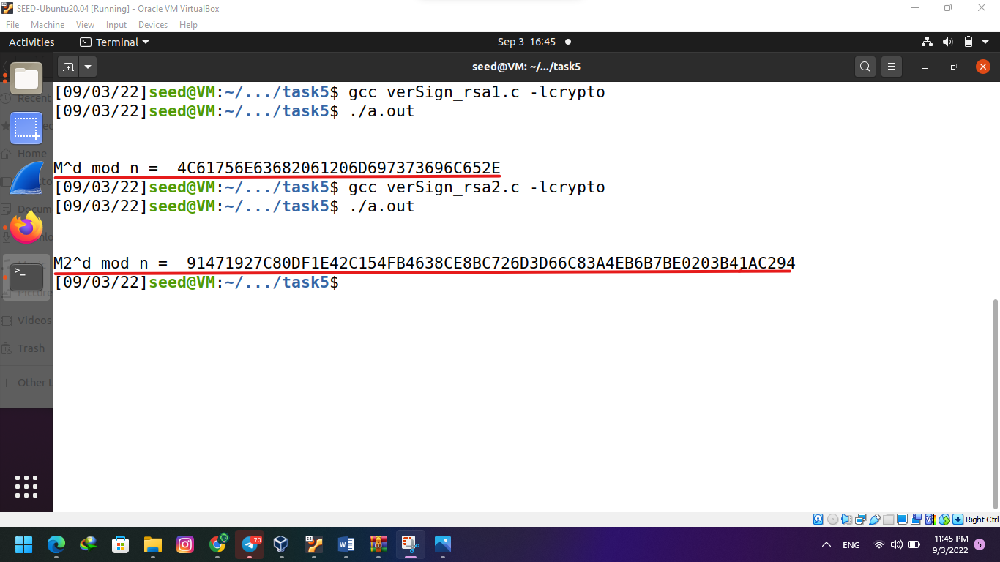 SEED-Ubuntu20.04 [Running] - Oracle VM VirtualBox
File Machine View Input Devices Help
Activities Terminal Sep 3 16:45
seed@VM: ~/.../task5
[09/03/22]seed@VM:~/.../task5$ gcc verSign_rsa1.c -lcrypto
[09/03/22]seed@VM:~/.../task5$ ./a.out
M^d mod n = 4C61756E63682061206D697373696C652E
[09/03/22]seed@VM:~/.../task5$ gcc verSign_rsa2.c -lcrypto
[09/03/22]seed@VM:~/.../task5$ ./a.out
M2^d mod n = 91471927C80DF1E42C154FB4638CE8BC726D3D66C83A4EB6B7BE0203B41AC294
[09/03/22]seed@VM:~/.../task5$
Recent
Home
Videos
Trash
Other L
Right Ctrl
70
ENG
11:45 PM
9/3/2022
5